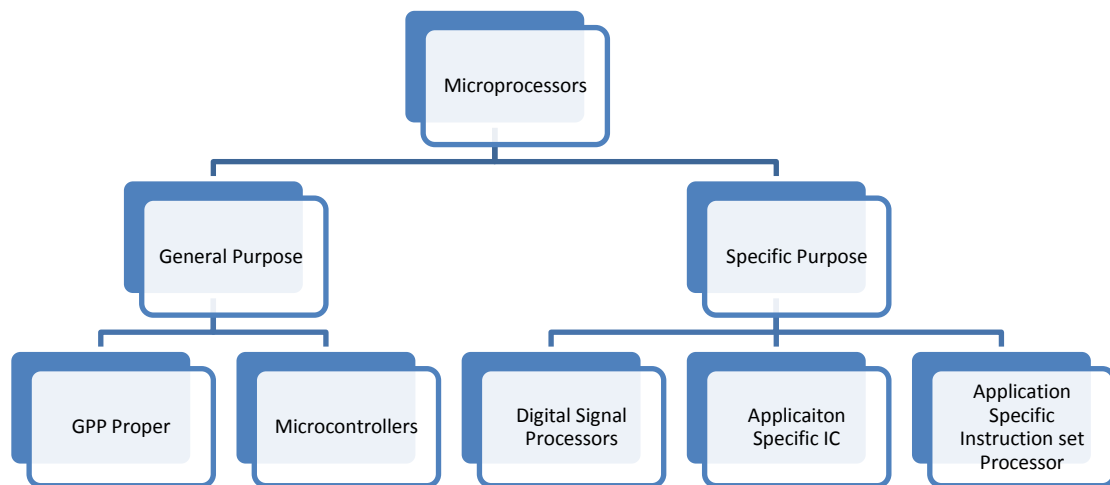 Microprocessors
General Purpose
Specific Purpose
GPP Proper
Microcontrollers
Digital Signal
Processors
Applicaiton
Specific IC
Application
Specific
Instruction set
Processor